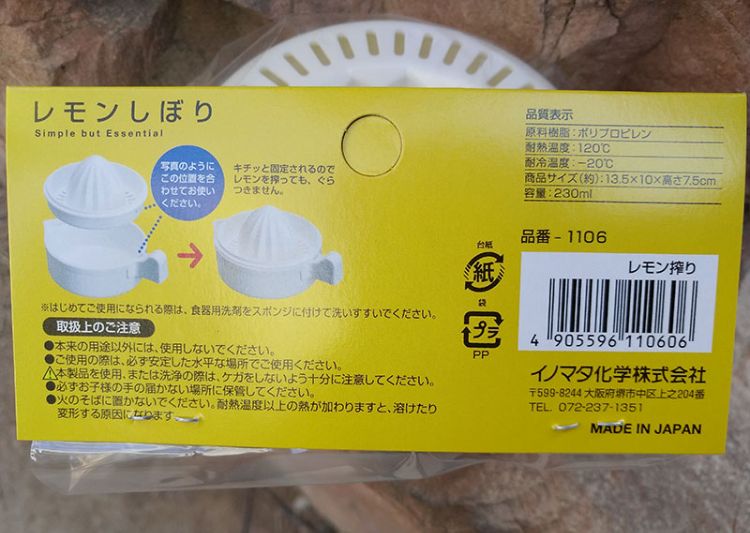 レモンしぼり
Simple but Essential
写真のように
この位置を合
わせてお使い
ください。
キチッと固定されるので
レモンを搾っても、ぐら
つきません。
※はじめてご使用になられる際は、食器用洗剤をスポンジに付けて洗いすすいでください。
取扱上のご注意
●本来の用途以外には、使用しないでください。
●ご使用の際は、必ず安定した水平な場所でご使用ください。
⚠本製品を使用、または洗浄の際は、ケガをしないよう十分に注意してください。
●必ずお子様の手の届かない場所に保管してください。
●火のそばに置かないでください。耐熱温度以上の熱が加わりますと、溶けたり
変形する原因になります
品質表示
原料樹脂:ポリプロピレン
耐熱温度:120℃
耐冷温度:-20℃
商品サイズ(約):13.5×10×高さ7.5cm
容量:230ml
品番-1106
台紙
紙
袋
プラ
PP
レモン搾り
4 905596 110606
イノマタ化学株式会社
〒599-8244 大阪府堺市中区上之204番
TEL. 072-237-1351
MADE IN JAPAN